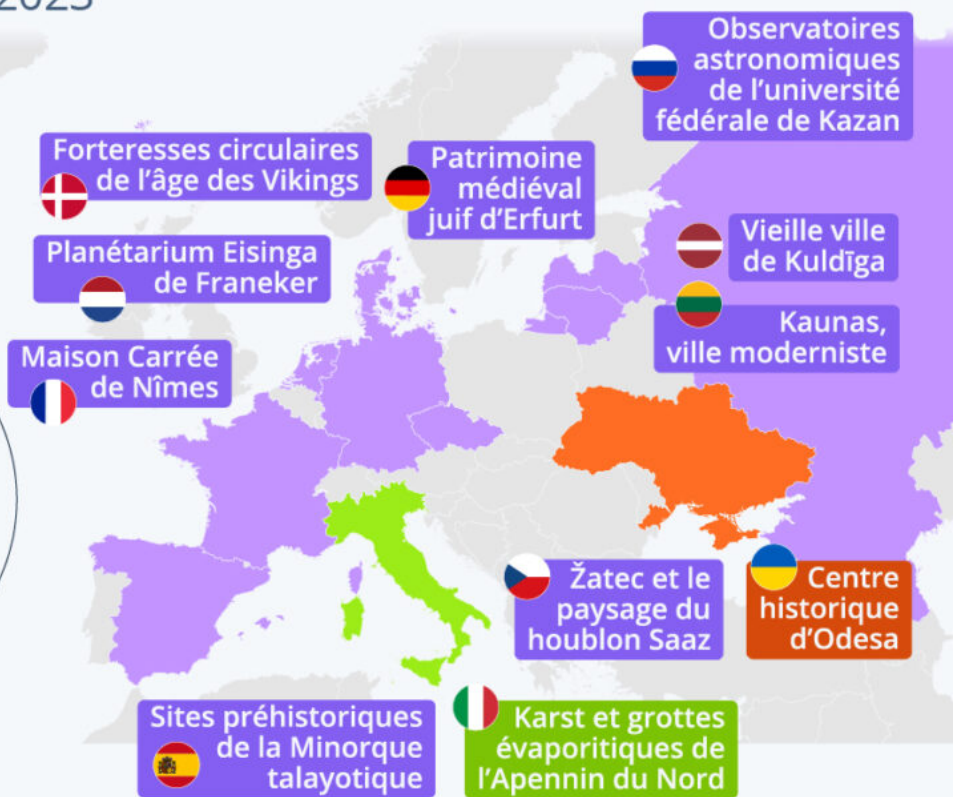 2023
Observatoires
astronomiques
de l'université
fédérale de Kazan
Forteresses circulaires
de l'âge des Vikings
Patrimoine
médiéval
juif d'Erfurt
Planétarium Eisinga
de Franeker
Vieille ville
de Kuldīga
Kaunas,
ville moderniste
Maison Carrée
de Nîmes
Žatec et le
paysage du
houblon Saaz
Centre
historique
d'Odesa
Sites préhistoriques
de la Minorque
talayotique
Karst et grottes
évaporitiques de
l'Apennin du Nord